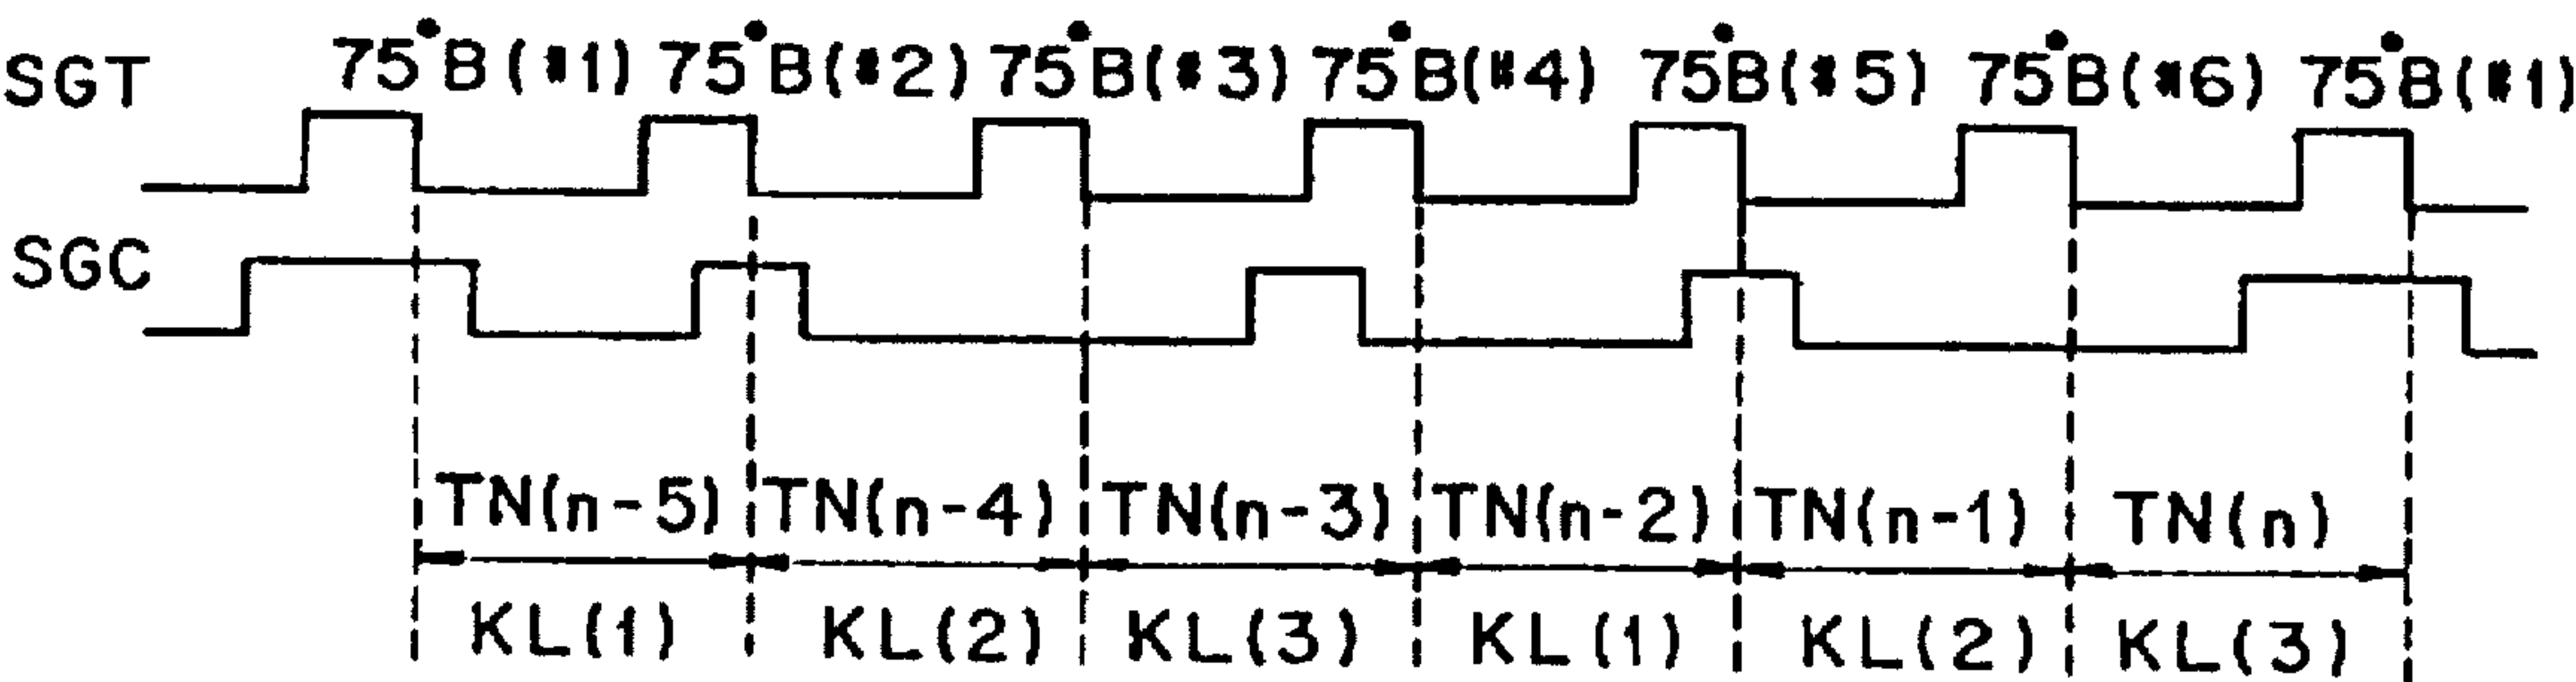 SGT 75°B(#1) 75°B(#2) 75°B(#3) 75°B(#4) 75°B(#5) 75°B(#6) 75°B(#1)
SGC
TN(n-5) TN(n-4) TN(n-3) TN(n-2) TN(n-1) TN(n)
KL(1) KL(2) KL(3) KL(1) KL(2) KL(3)